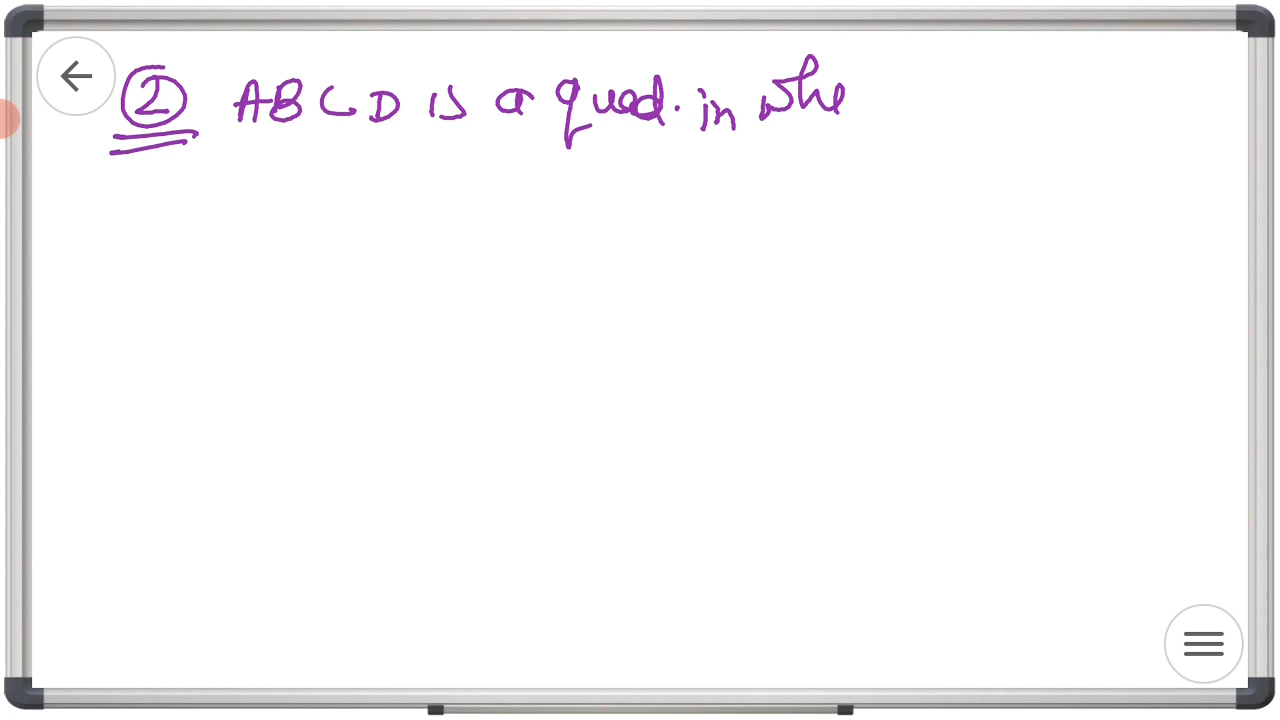 ② ABCD is a quad. in whe